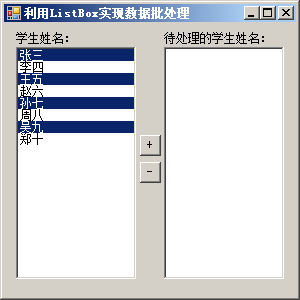 利用ListBox实现数据批处理
学生姓名:
待处理的学生姓名:
张三
李四
王五
赵六
孙七
周八
吴九
郑十
+
-